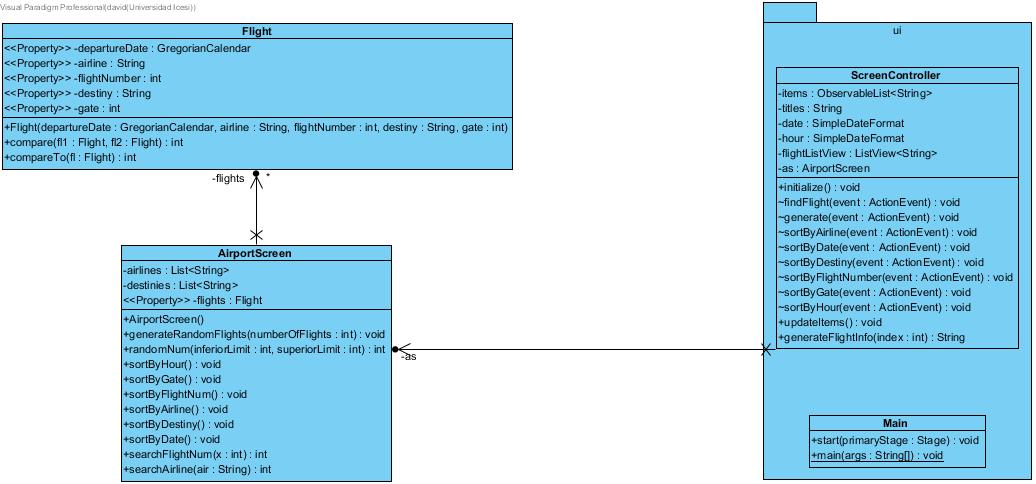 Visual Paradigm Professional(david(Universidad Icesi))
Flight
<<Property>> -departureDate : GregorianCalendar
<<Property>> -airline : String
<<Property>> -flightNumber : int
<<Property>> -destiny : String
<<Property>> -gate : int
+Flight(departureDate : GregorianCalendar, airline : String, flightNumber : int, destiny : String, gate : int)
+compare(fl1 : Flight, fl2 : Flight) : int
+compareTo(fl : Flight) : int
-flights
*
AirportScreen
-airlines : List<String>
-destinies : List<String>
<<Property>> -flights : Flight
+AirportScreen()
+generateRandomFlights(numberOfFlights : int) : void
+randomNum(inferiorLimit : int, superiorLimit : int) : int
+sortByHour() : void
+sortByGate() : void
+sortByFlightNum() : void
+sortByAirline() : void
+sortByDestiny() : void
+sortByDate() : void
+searchFlightNum(x : int) : int
+searchAirline(air : String) : int
-as
ui
ScreenController
-items : ObservableList<String>
-titles : String
-date : SimpleDateFormat
-hour : SimpleDateFormat
-flightListView : ListView<String>
-as : AirportScreen
+initialize() : void
~findFlight(event : ActionEvent) : void
~generate(event : ActionEvent) : void
~sortByAirline(event : ActionEvent) : void
~sortByDate(event : ActionEvent) : void
~sortByDestiny(event : ActionEvent) : void
~sortByFlightNumber(event : ActionEvent) : void
~sortByGate(event : ActionEvent) : void
~sortByHour(event : ActionEvent) : void
+updateItems() : void
+generateFlightInfo(index : int) : String
Main
+start(primaryStage : Stage) : void
+main(args : String[]) : void